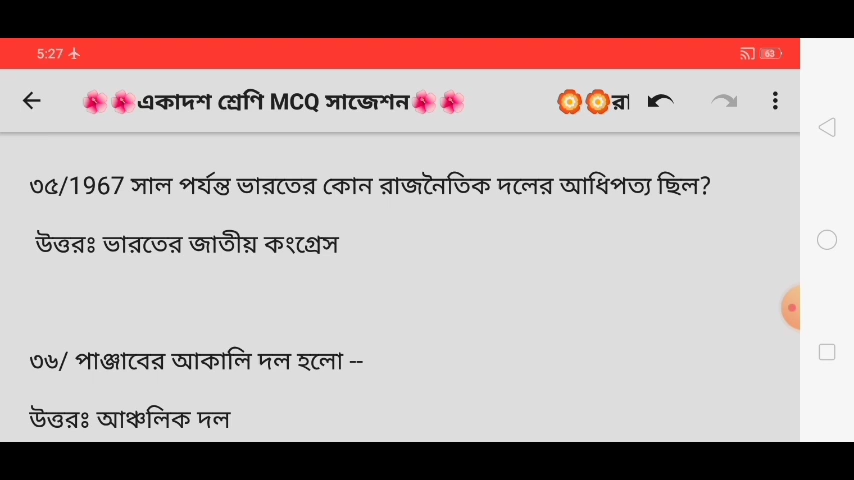 5:27
63
একাদশ শ্রেণি MCQ সাজেশন রা
৩৫/1967 সাল পর্যন্ত ভারতের কোন রাজনৈতিক দলের আধিপত্য ছিল?
উত্তরঃ ভারতের জাতীয় কংগ্রেস
৩৬/ পাঞ্জাবের আকালি দল হলো --
উত্তরঃ আঞ্চলিক দল